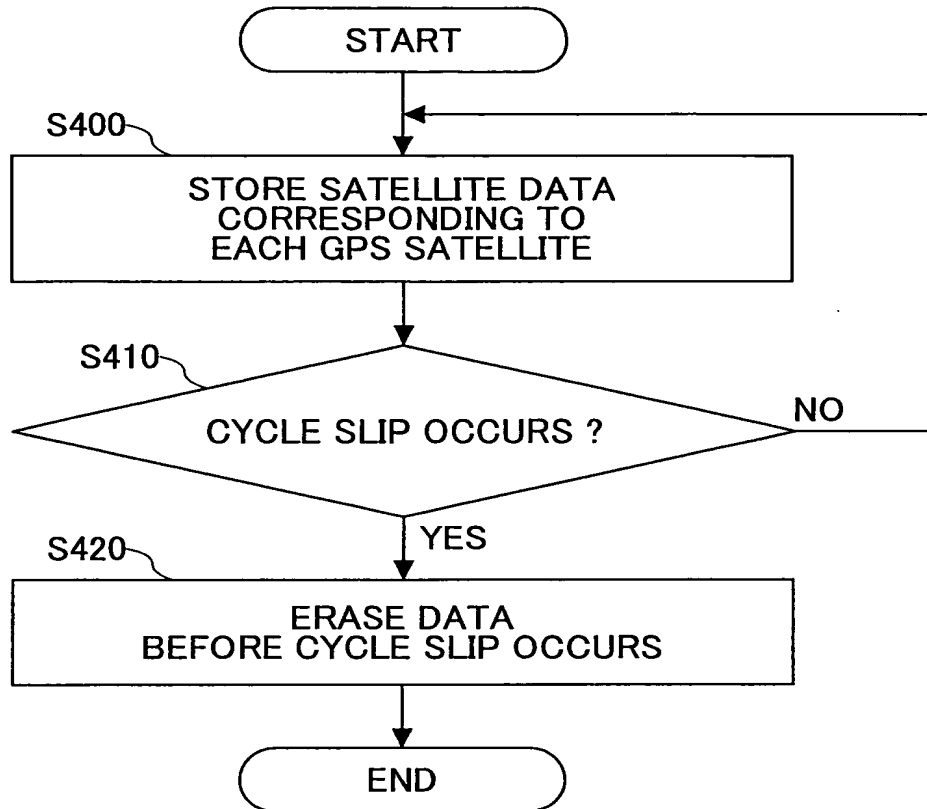 START
S400
STORE SATELLITE DATA
CORRESPONDING TO
EACH GPS SATELLITE
S410
CYCLE SLIP OCCURS ?
NO
YES
S420
ERASE DATA
BEFORE CYCLE SLIP OCCURS
END